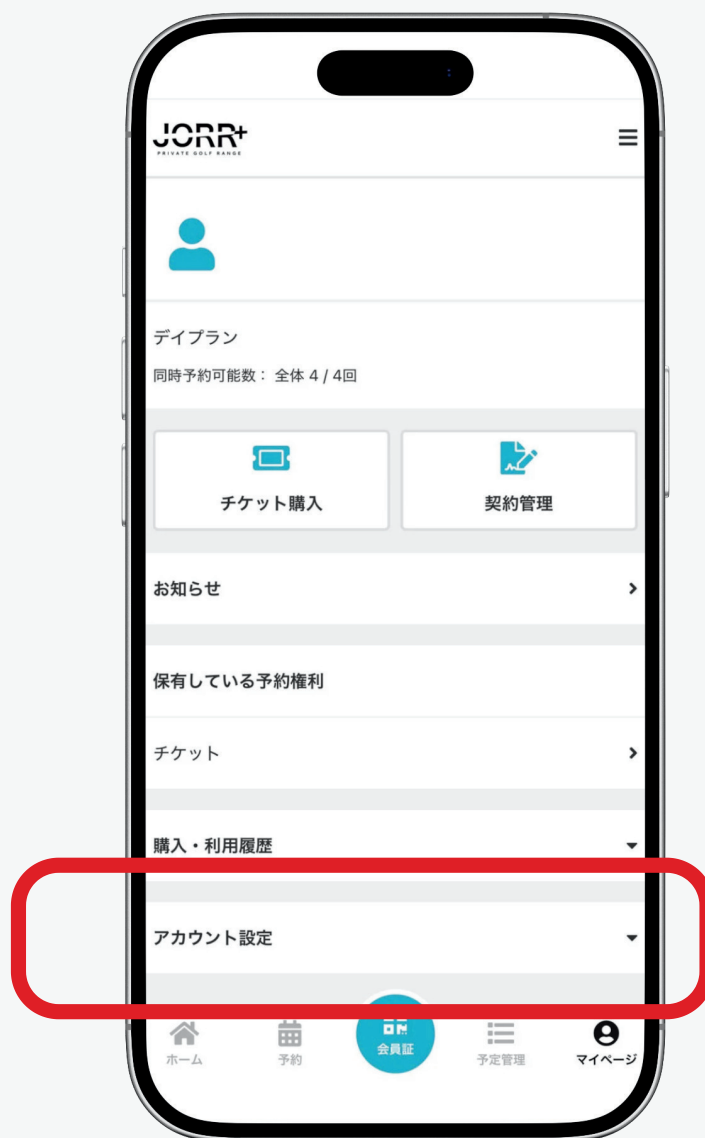 JORR+
PRIVATE GOLF RANGE
デイプラン
同時予約可能数： 全体 4 / 4回
チケット購入
契約管理
お知らせ
保有している予約権利
チケット
購入・利用履歴
アカウント設定
ホーム
予約
会員証
予定管理
マイページ